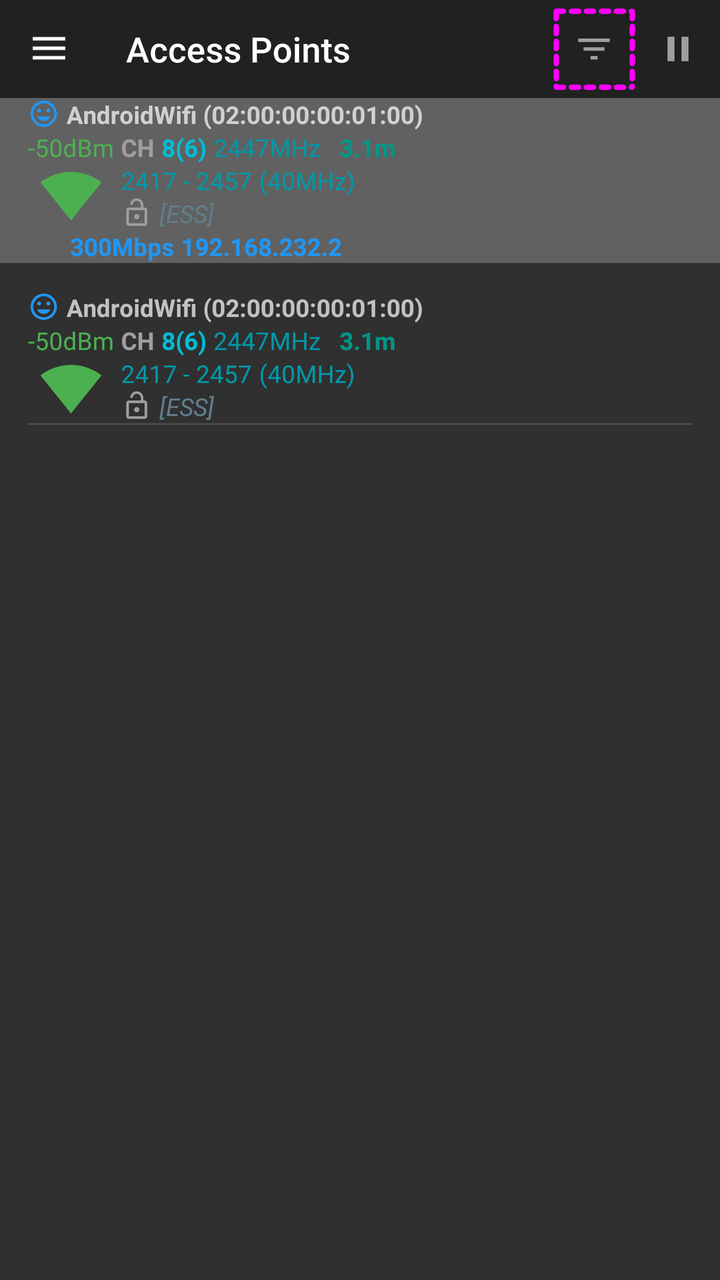 Access Points
AndroidWifi (02:00:00:00:01:00)
-50dBm CH 8(6) 2447MHz 3.1m
2417 - 2457 (40MHz)
[ESS]
300Mbps 192.168.232.2
AndroidWifi (02:00:00:00:01:00)
-50dBm CH 8(6) 2447MHz 3.1m
2417 - 2457 (40MHz)
[ESS]